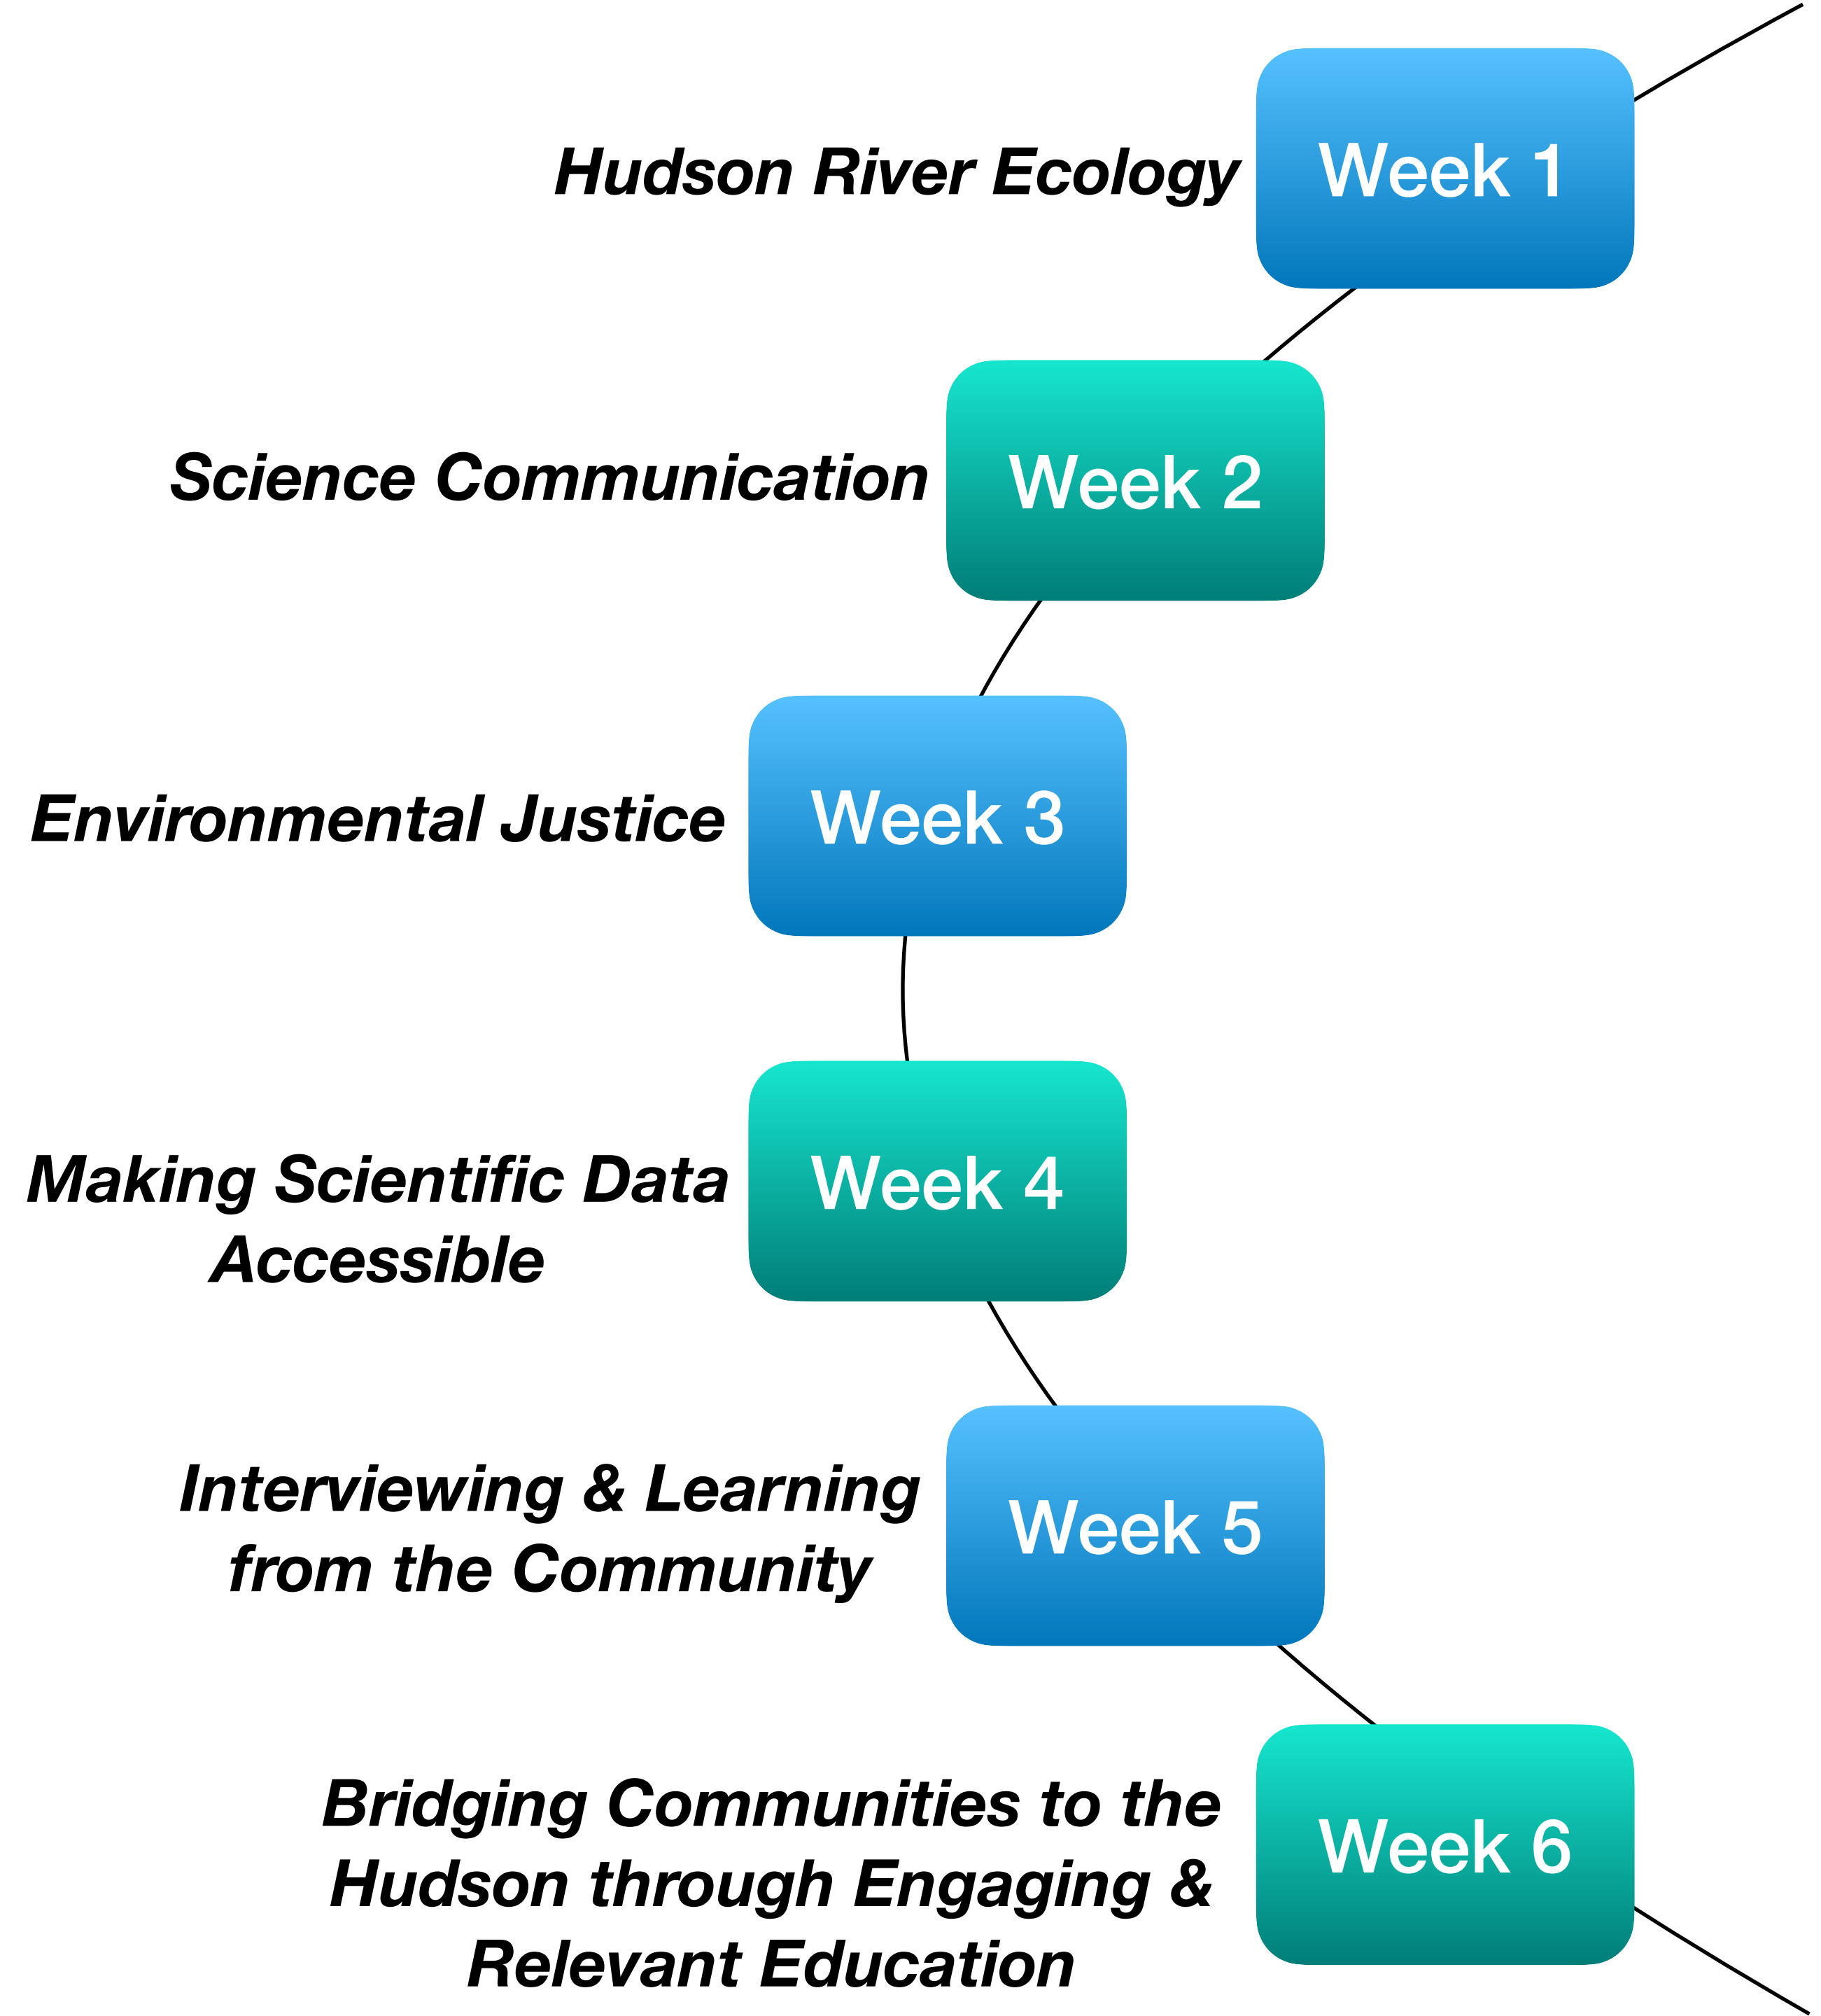 Hudson River Ecology
Week 1
Science Communication
Week 2
Environmental Justice
Week 3
Making Scientific Data
Accessible
Week 4
Interviewing & Learning
from the Community
Week 5
Bridging Communities to the
Hudson through Engaging &
Relevant Education
Week 6